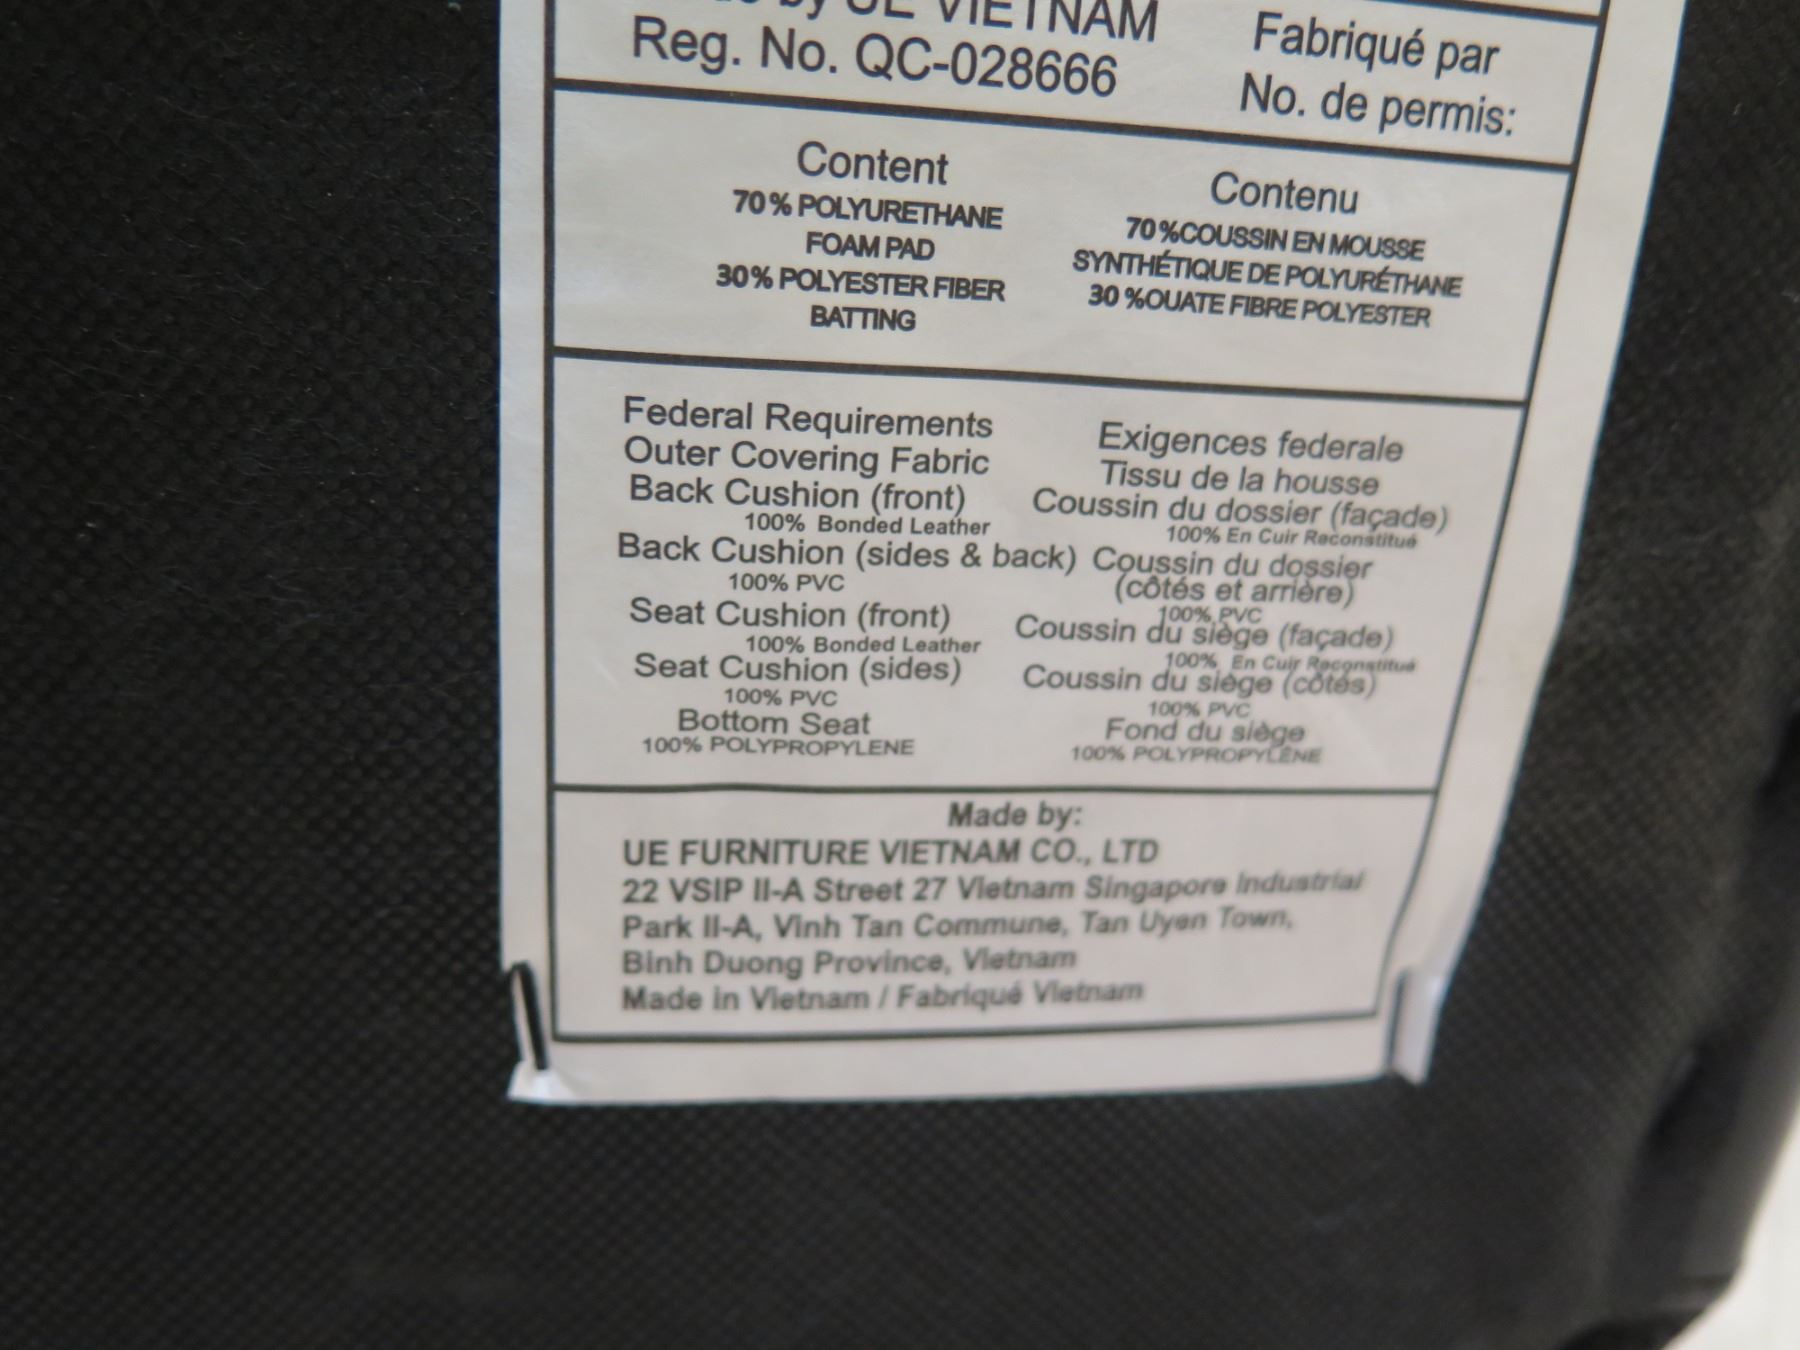 by UE VIETNAM
Reg. No. QC-028666
Fabriqué par
No. de permis:
Content
70% POLYURETHANE
FOAM PAD
30% POLYESTER FIBER
BATTING
Contenu
70%COUSSIN EN MOUSSE
SYNTHÉTIQUE DE POLYURÉTHANE
30 %OUATE FIBRE POLYESTER
Federal Requirements
Outer Covering Fabric
Back Cushion (front)
100% Bonded Leather
Back Cushion (sides & back)
100% PVC
Seat Cushion (front)
100% Bonded Leather
Seat Cushion (sides)
100% PVC
Bottom Seat
100% POLYPROPYLENE
Exigences federale
Tissu de la housse
Coussin du dossier (façade)
100% En Cuir Reconstitué
Coussin du dossier
(côtés et arrière)
100% PVC
Coussin du siège (façade)
100% En Cuir Reconstitué
Coussin du siège (côtés)
100% PVC
Fond du siège
100% POLYPROPYLÈNE
Made by:
UE FURNITURE VIETNAM CO., LTD
22 VSIP II-A Street 27 Vietnam Singapore Industrial
Park II-A, Vinh Tan Commune, Tan Uyen Town,
Binh Duong Province, Vietnam
Made in Vietnam / Fabriqué Vietnam